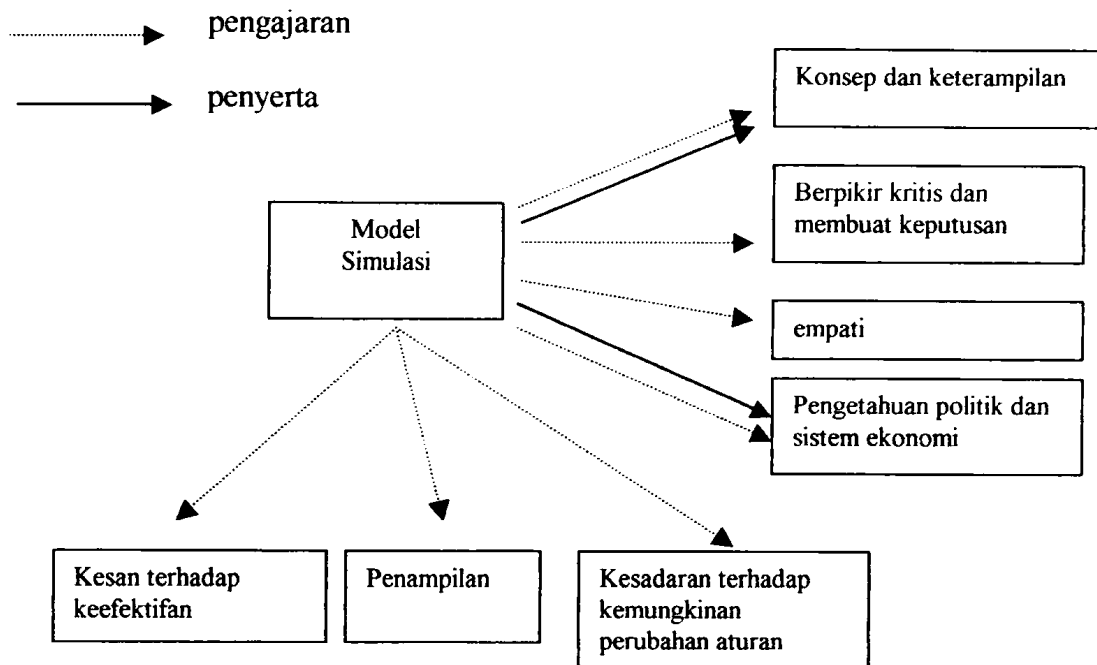 pengajaran
penyerta
Konsep dan keterampilan
Berpikir kritis dan
membuat keputusan
Model
Simulasi
empati
Pengetahuan politik dan
sistem ekonomi
Kesan terhadap
keefektifan
Penampilan
Kesadaran terhadap
kemungkinan
perubahan aturan